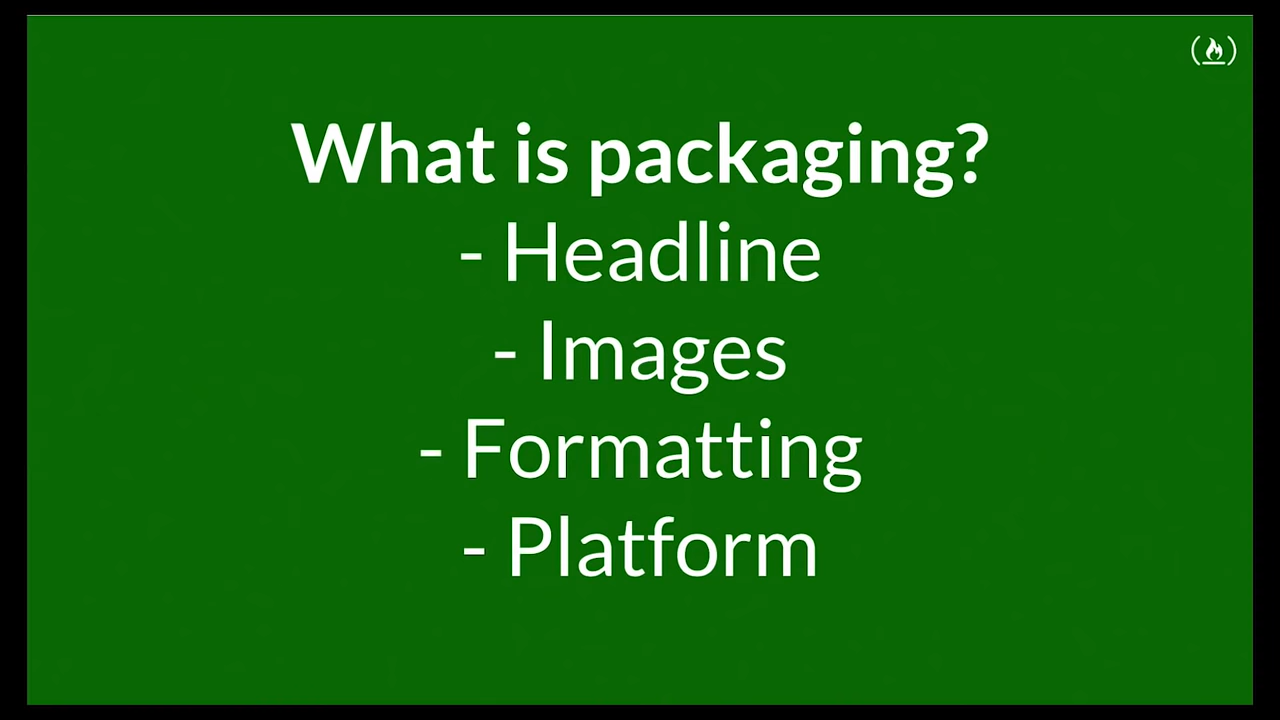 What is packaging?
- Headline
- Images
- Formatting
- Platform